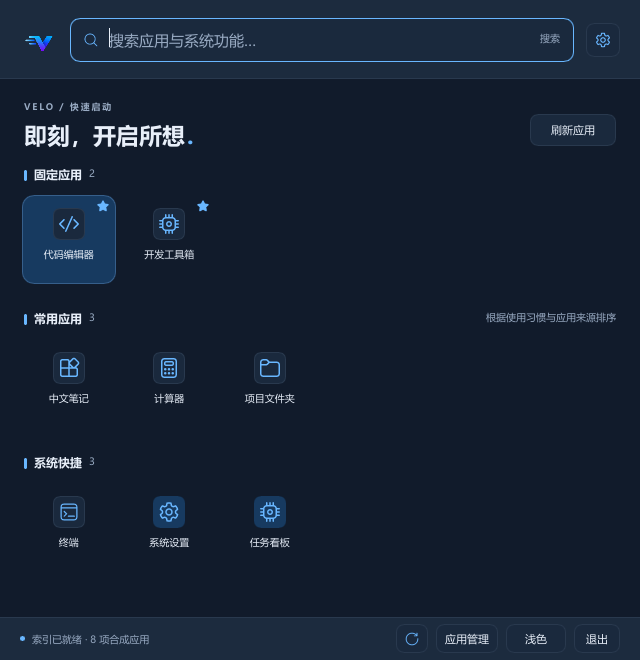 搜索应用与系统功能...
搜索
VELO / 快速启动
即刻，开启所想.
刷新应用
固定应用 2
代码编辑器
开发工具箱
常用应用 3
根据使用习惯与应用来源排序
中文笔记
计算器
项目文件夹
系统快捷 3
终端
系统设置
任务看板
索引已就绪 · 8 项合成应用
应用管理
浅色
退出